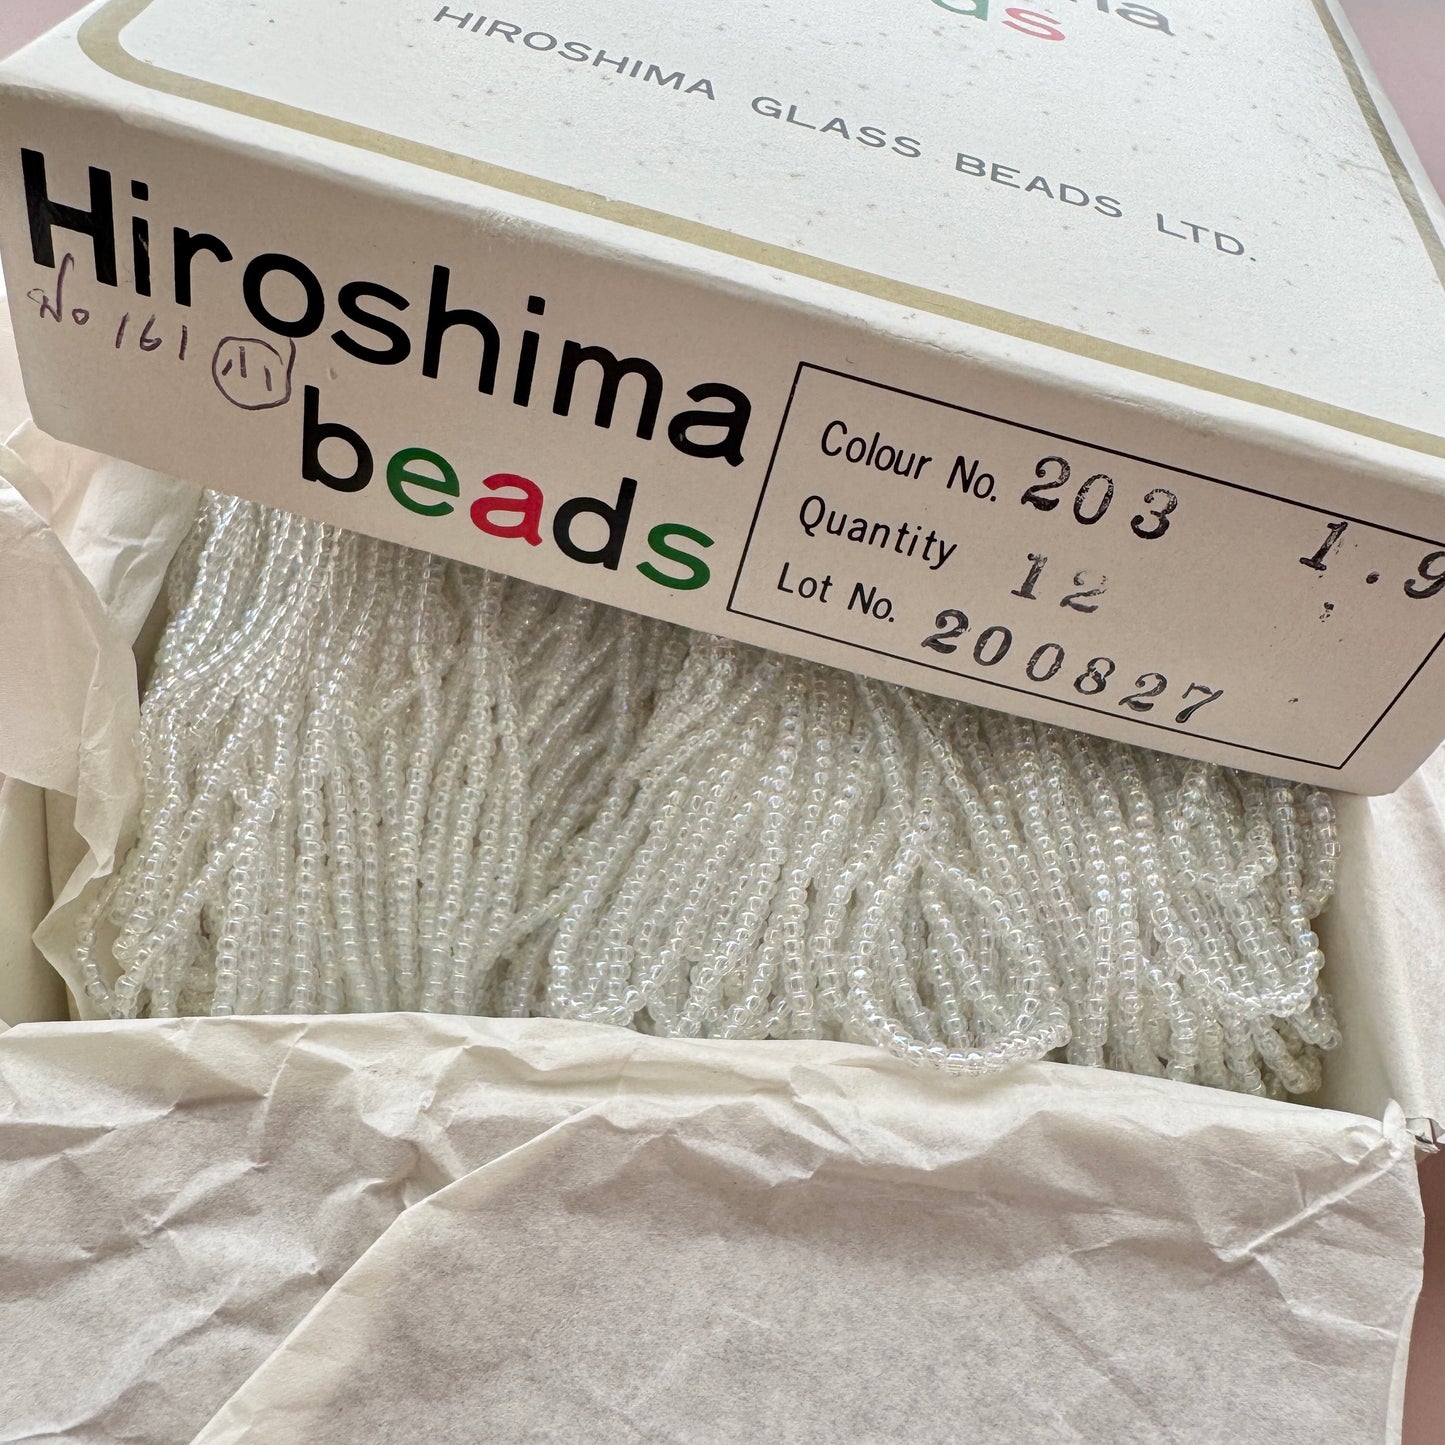 HIROSHIMA GLASS BEADS LTD.
Hiroshima
No 161 小
beads
Colour No. 203 1.9
Quantity 12
Lot No. 200827